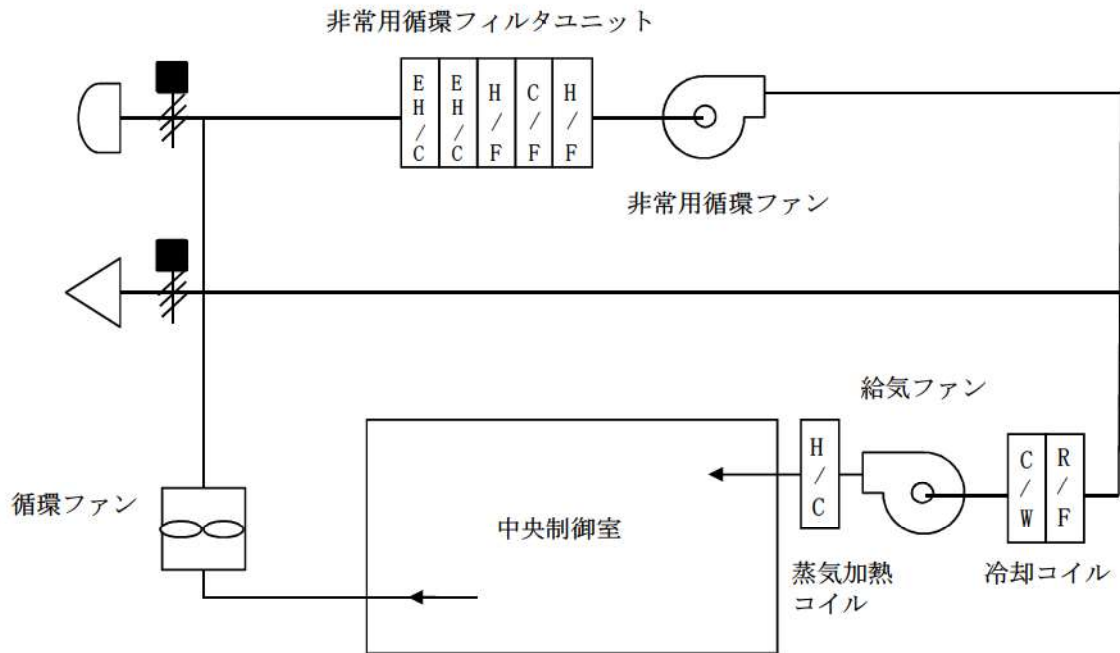 非常用循環フィルタユニット
EH/C
EH/C
H/F
C/F
H/F
非常用循環ファン
給気ファン
H/C
C/W
R/F
循環ファン
中央制御室
蒸気加熱
コイル
冷却コイル